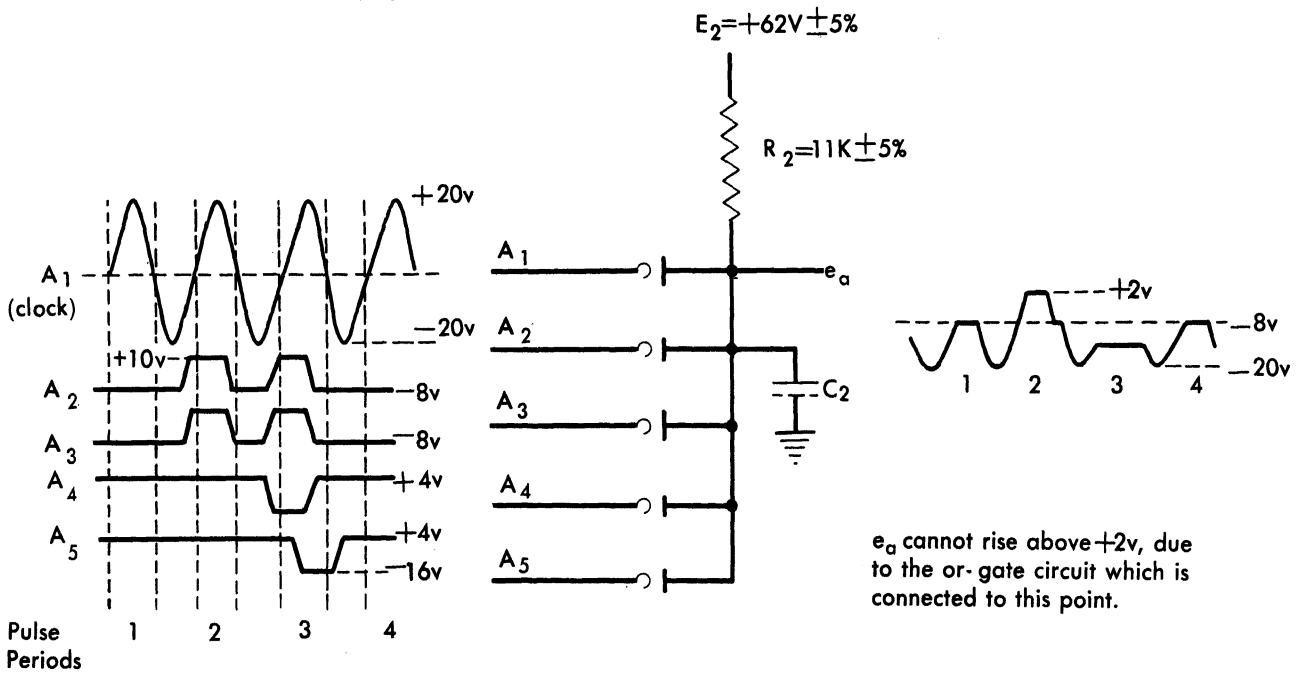 E2=+62V±5%
R2=11K±5%
+20v
A1
(clock)
-20v
+10v
A2
-8v
A3
-8v
A4
+4v
A5
+4v
-16v
Pulse
Periods
1 2 3 4
A1
ea
A2
C2
A3
A4
A5
+2v
-8v
-20v
1 2 3 4
ea cannot rise above +2v, due
to the or-gate circuit which is
connected to this point.